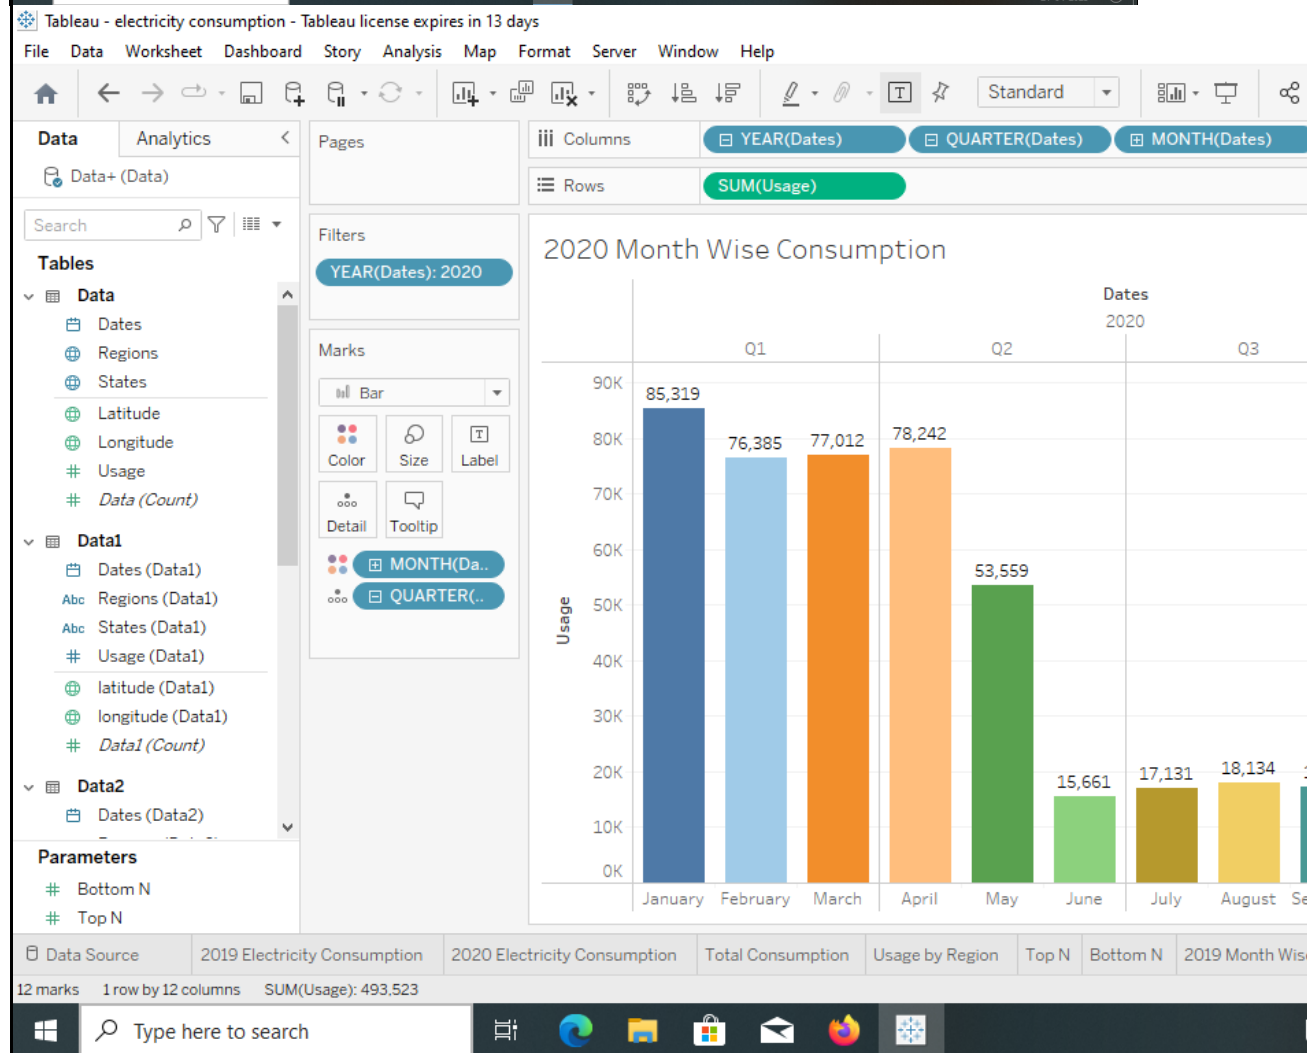 Tableau - electricity consumption - Tableau license expires in 13 days
File Data Worksheet Dashboard Story Analysis Map Format Server Window Help
Standard
Data Analytics
Data+ (Data)
Search
Tables
Data
Dates
Regions
States
Latitude
Longitude
Usage
Data (Count)
Data1
Dates (Data1)
Abc Regions (Data1)
Abc States (Data1)
Usage (Data1)
latitude (Data1)
longitude (Data1)
Data1 (Count)
Data2
Dates (Data2)
Parameters
Bottom N
Top N
Pages
Filters
YEAR(Dates): 2020
Marks
Bar
Color Size Label
Detail Tooltip
MONTH(Da..
QUARTER(..
Columns YEAR(Dates) QUARTER(Dates) MONTH(Dates)
Rows SUM(Usage)
2020 Month Wise Consumption
Dates
2020
Q1 Q2 Q3
Usage
90K
80K
70K
60K
50K
40K
30K
20K
10K
0K
85,319
76,385
77,012
78,242
53,559
15,661
17,131
18,134
January February March April May June July August Se
Data Source 2019 Electricity Consumption 2020 Electricity Consumption Total Consumption Usage by Region Top N Bottom N 2019 Month Wise
12 marks 1 row by 12 columns SUM(Usage): 493,523
Type here to search